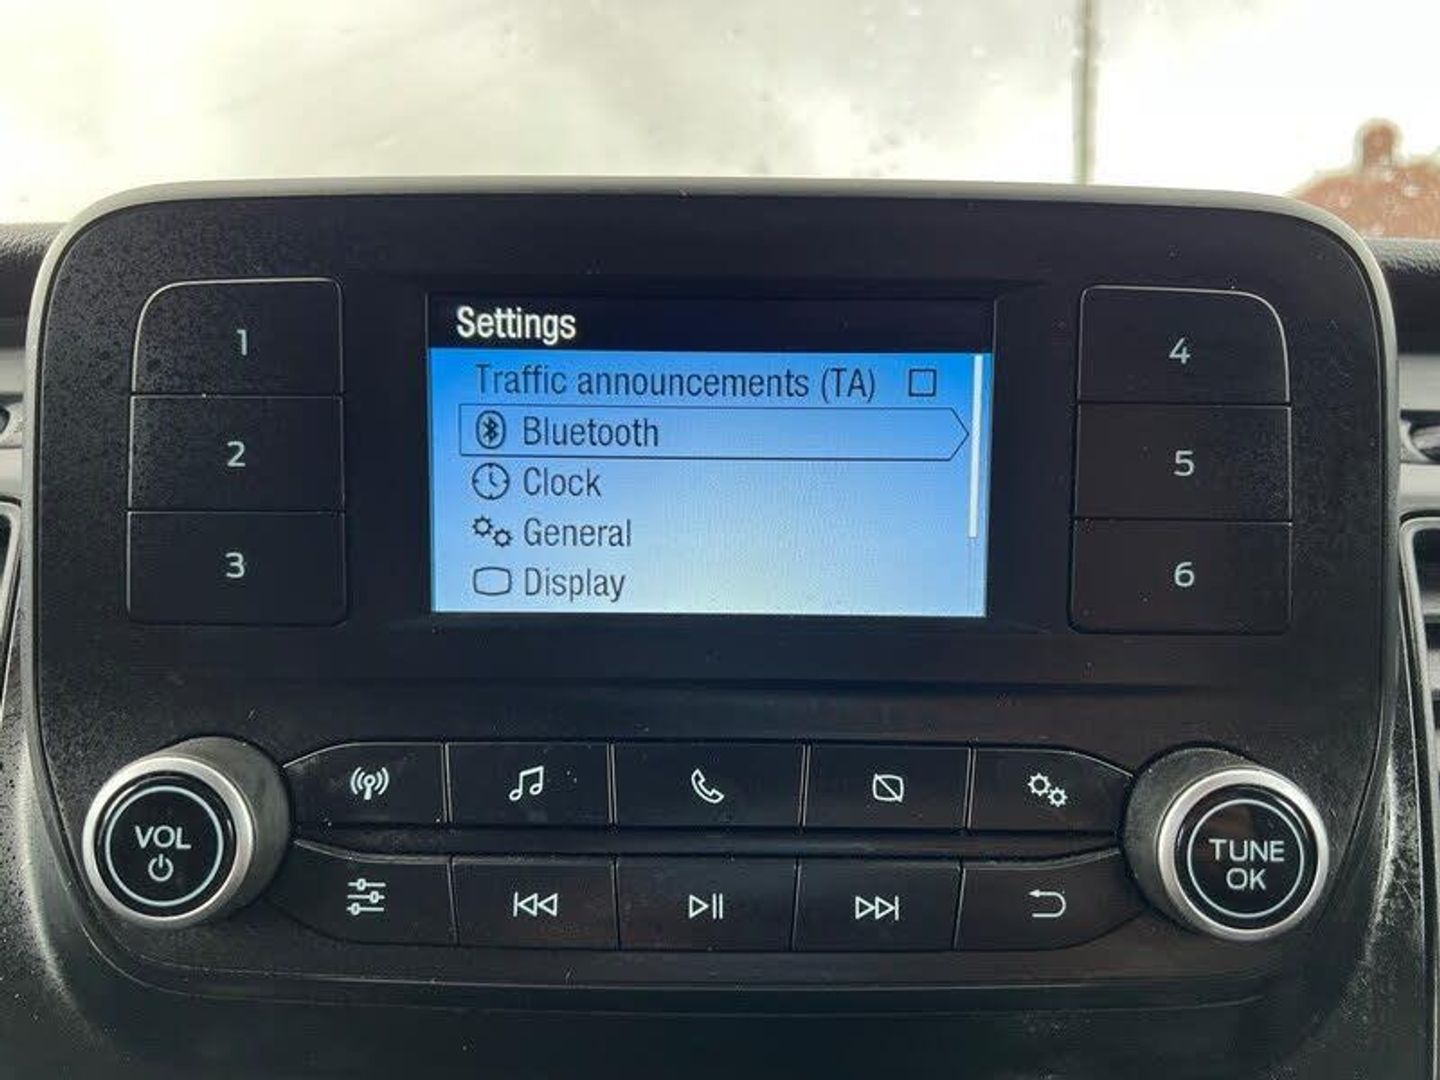 Settings
Traffic announcements (TA)
Bluetooth
Clock
General
Display
1
2
3
4
5
6
VOL
TUNE
OK